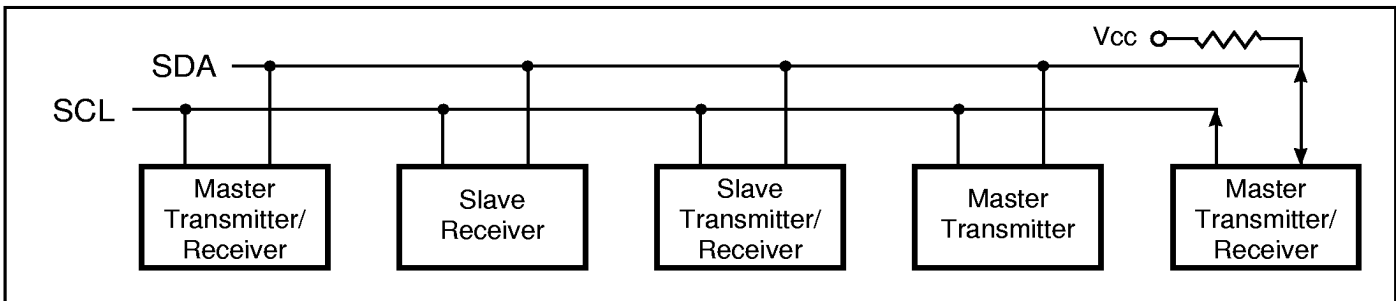 Vcc
SDA
SCL
Master
Transmitter/
Receiver
Slave
Receiver
Slave
Transmitter/
Receiver
Master
Transmitter
Master
Transmitter/
Receiver